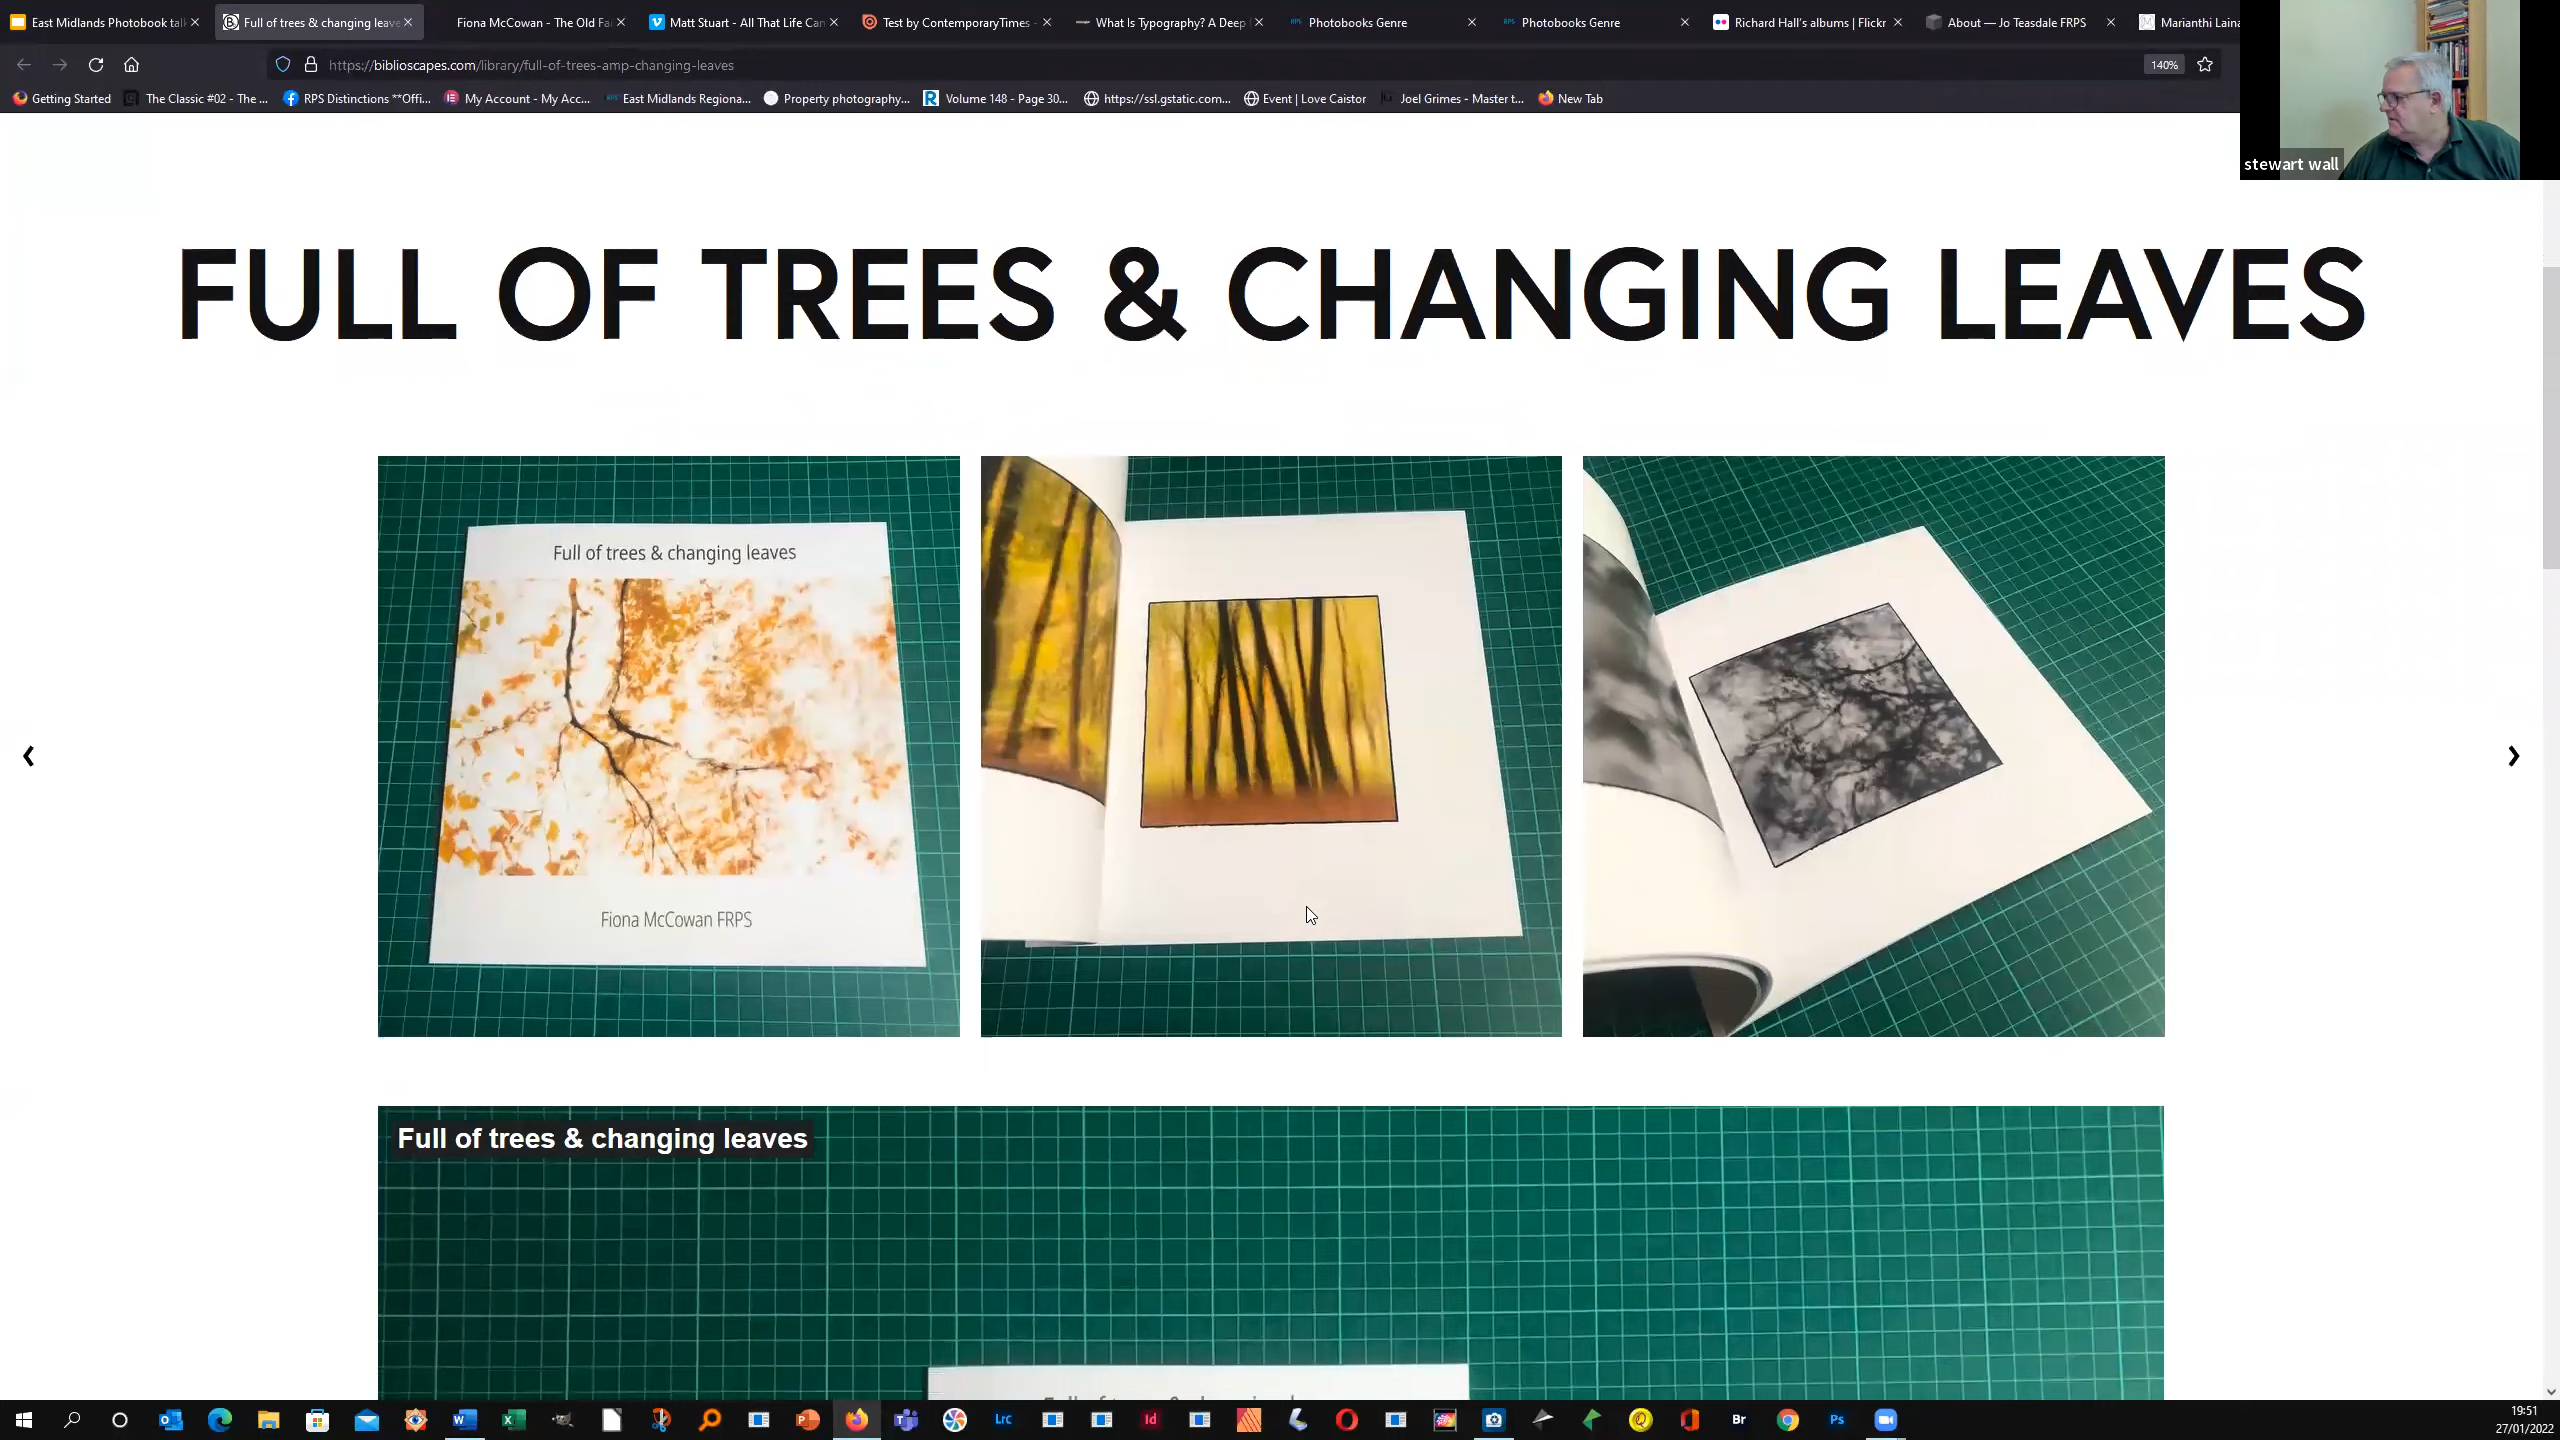 East Midlands Photobook tal
Full of trees & changing leave
Fiona McCowan - The Old Fa
Matt Stuart - All That Life Can
Test by ContemporaryTimes -
What Is Typography? A Deep
Photobooks Genre
Photobooks Genre
Richard Hall's albums | Flickr
About — Jo Teasdale FRPS
Marianthi Laina
https://biblioscapes.com/library/full-of-trees-amp-changing-leaves
140%
Getting Started
The Classic #02 - The ...
RPS Distinctions **Offi...
My Account - My Acc...
East Midlands Regiona...
Property photography...
Volume 148 - Page 30...
https://ssl.gstatic.com...
Event | Love Caistor
Joel Grimes - Master t...
New Tab
stewart wall
FULL OF TREES & CHANGING LEAVES
Full of trees & changing leaves
Fiona McCowan FRPS
Full of trees & changing leaves
Lrc
Id
Br
Ps
19:51
27/01/2022